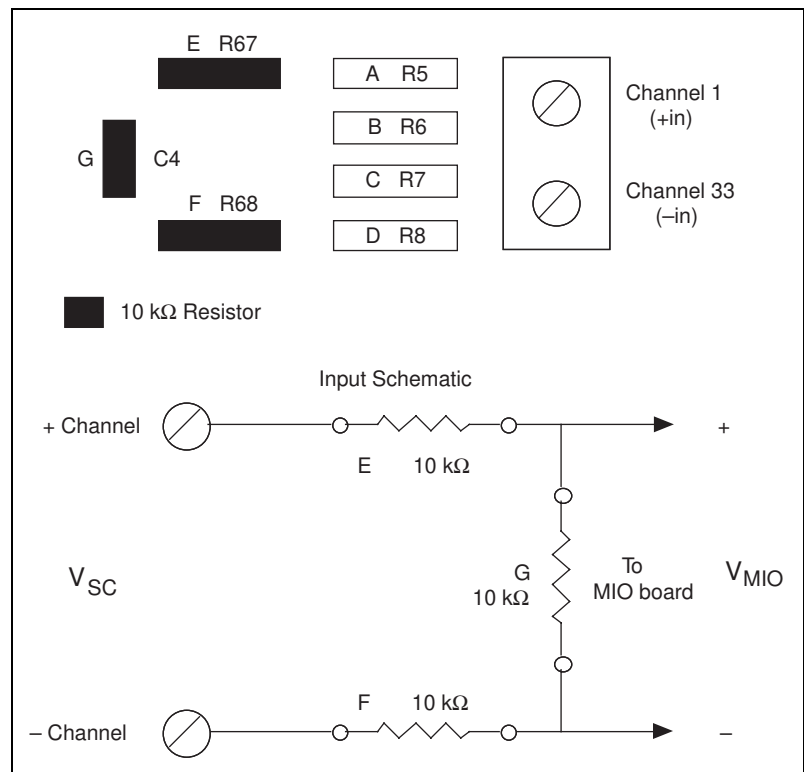 E R67
A R5
Channel 1
(+in)
B R6
G C4
C R7
F R68
Channel 33
(–in)
D R8
10 kΩ Resistor
Input Schematic
+ Channel
+
E 10 kΩ
V_SC
G
10 kΩ
To
MIO board
V_MIO
F 10 kΩ
– Channel
–